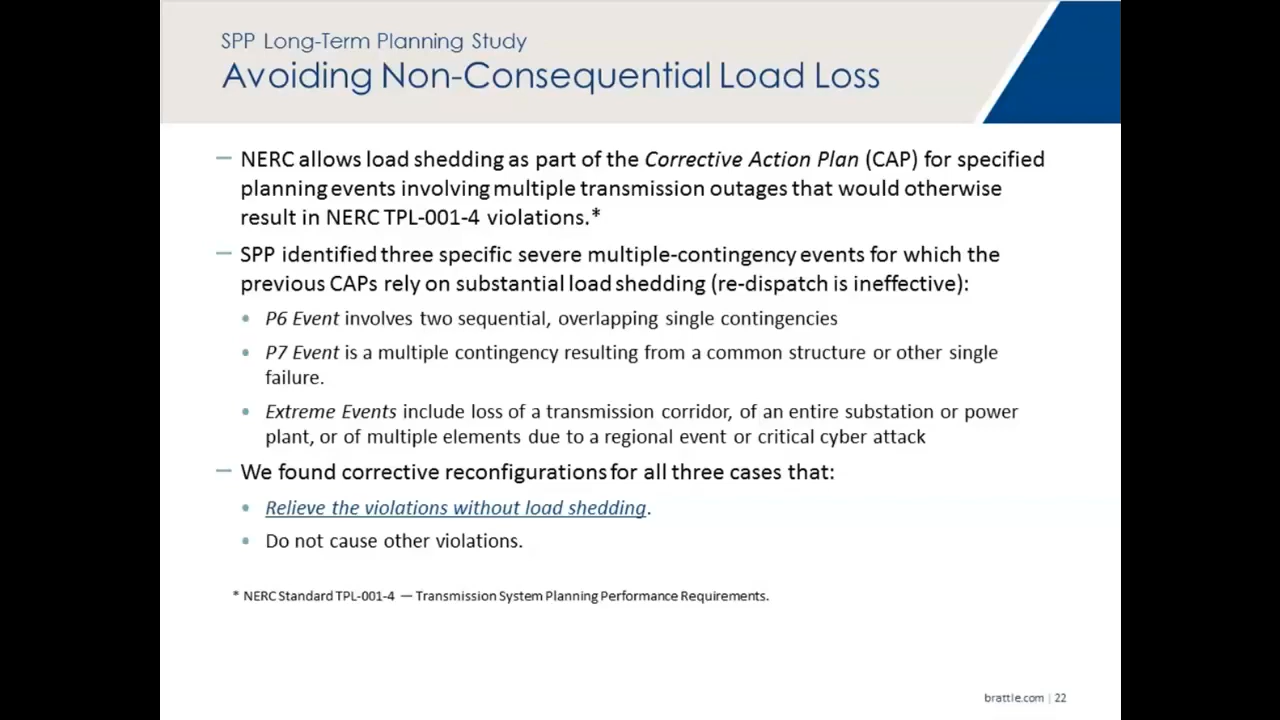 SPP Long-Term Planning Study
Avoiding Non-Consequential Load Loss
— NERC allows load shedding as part of the Corrective Action Plan (CAP) for specified
planning events involving multiple transmission outages that would otherwise
result in NERC TPL-001-4 violations.*
— SPP identified three specific severe multiple-contingency events for which the
previous CAPs rely on substantial load shedding (re-dispatch is ineffective):
• P6 Event involves two sequential, overlapping single contingencies
• P7 Event is a multiple contingency resulting from a common structure or other single
failure.
• Extreme Events include loss of a transmission corridor, of an entire substation or power
plant, or of multiple elements due to a regional event or critical cyber attack
— We found corrective reconfigurations for all three cases that:
• Relieve the violations without load shedding.
• Do not cause other violations.
* NERC Standard TPL-001-4 — Transmission System Planning Performance Requirements.
brattle.com | 22